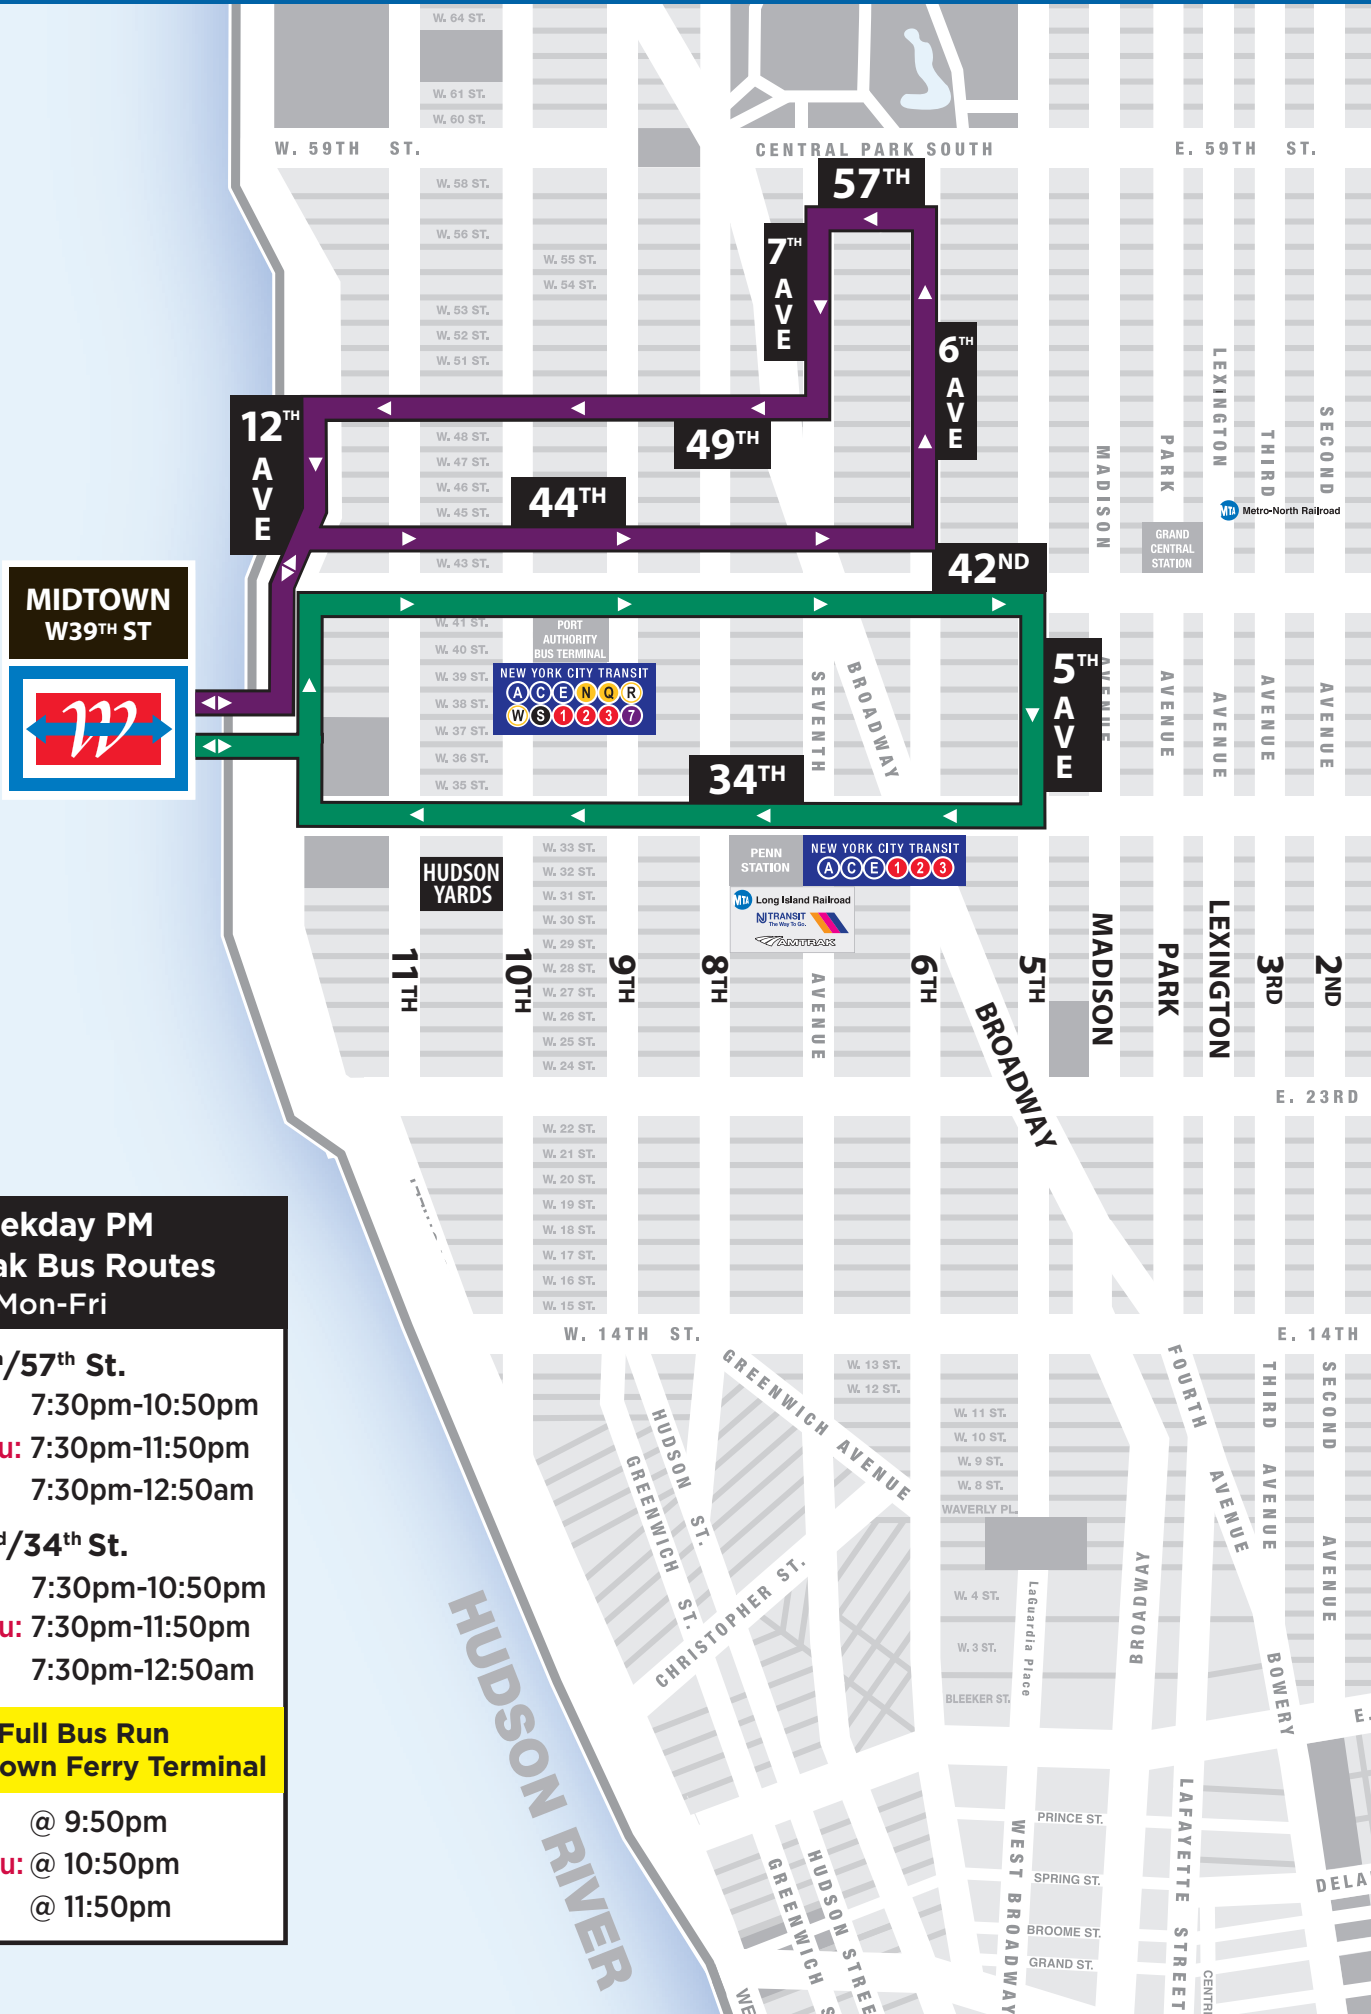 W. 64 ST.
W. 61 ST.
W. 60 ST.
W. 59TH ST.
CENTRAL PARK SOUTH
E. 59TH ST.
W. 58 ST.
57TH
W. 56 ST.
7TH AVE
W. 55 ST.
W. 54 ST.
W. 53 ST.
W. 52 ST.
W. 51 ST.
6TH AVE
12TH AVE
49TH
W. 48 ST.
W. 47 ST.
W. 46 ST.
W. 45 ST.
44TH
W. 43 ST.
42ND
MADISON
PARK
LEXINGTON
THIRD
SECOND
MTA Metro-North Railroad
GRAND
CENTRAL
STATION
MIDTOWN
W39TH ST
W
W. 41 ST.
W. 40 ST.
W. 39 ST.
W. 38 ST.
W. 37 ST.
W. 36 ST.
W. 35 ST.
PORT
AUTHORITY
BUS TERMINAL
NEW YORK CITY TRANSIT
A C E N Q R
W S 1 2 3 7
SEVENTH
BROADWAY
5TH AVE
AVENUE
AVENUE
AVENUE
AVENUE
AVENUE
34TH
HUDSON
YARDS
W. 33 ST.
W. 32 ST.
W. 31 ST.
W. 30 ST.
W. 29 ST.
W. 28 ST.
W. 27 ST.
W. 26 ST.
W. 25 ST.
W. 24 ST.
PENN
STATION
NEW YORK CITY TRANSIT
A C E 1 2 3
MTA Long Island Railroad
NJ TRANSIT
The Way To Go.
AMTRAK
11TH
10TH
9TH
8TH
AVENUE
6TH
BROADWAY
5TH
MADISON
PARK
LEXINGTON
3RD
2ND
E. 23RD
W. 22 ST.
W. 21 ST.
W. 20 ST.
W. 19 ST.
W. 18 ST.
W. 17 ST.
W. 16 ST.
W. 15 ST.
W. 14TH ST.
E. 14TH
ekday PM
ak Bus Routes
Mon-Fri
/57th St.
7:30pm-10:50pm
u: 7:30pm-11:50pm
7:30pm-12:50am
/34th St.
7:30pm-10:50pm
u: 7:30pm-11:50pm
7:30pm-12:50am
Full Bus Run
own Ferry Terminal
@ 9:50pm
u: @ 10:50pm
@ 11:50pm
HUDSON RIVER
W. 13 ST.
W. 12 ST.
GREENWICH AVENUE
HUDSON ST.
GREENWICH ST.
CHRISTOPHER ST.
W. 11 ST.
W. 10 ST.
W. 9 ST.
W. 8 ST.
WAVERLY PL.
W. 4 ST.
W. 3 ST.
BLEEKER ST.
LaGuardia Place
BROADWAY
FOURTH AVENUE
THIRD AVENUE
SECOND AVENUE
BOWERY
E.
PRINCE ST.
SPRING ST.
BROOME ST.
GRAND ST.
WEST BROADWAY
LAFAYETTE STREET
CENTR
DELA
GREENWICH S
HUDSON STREE
WE